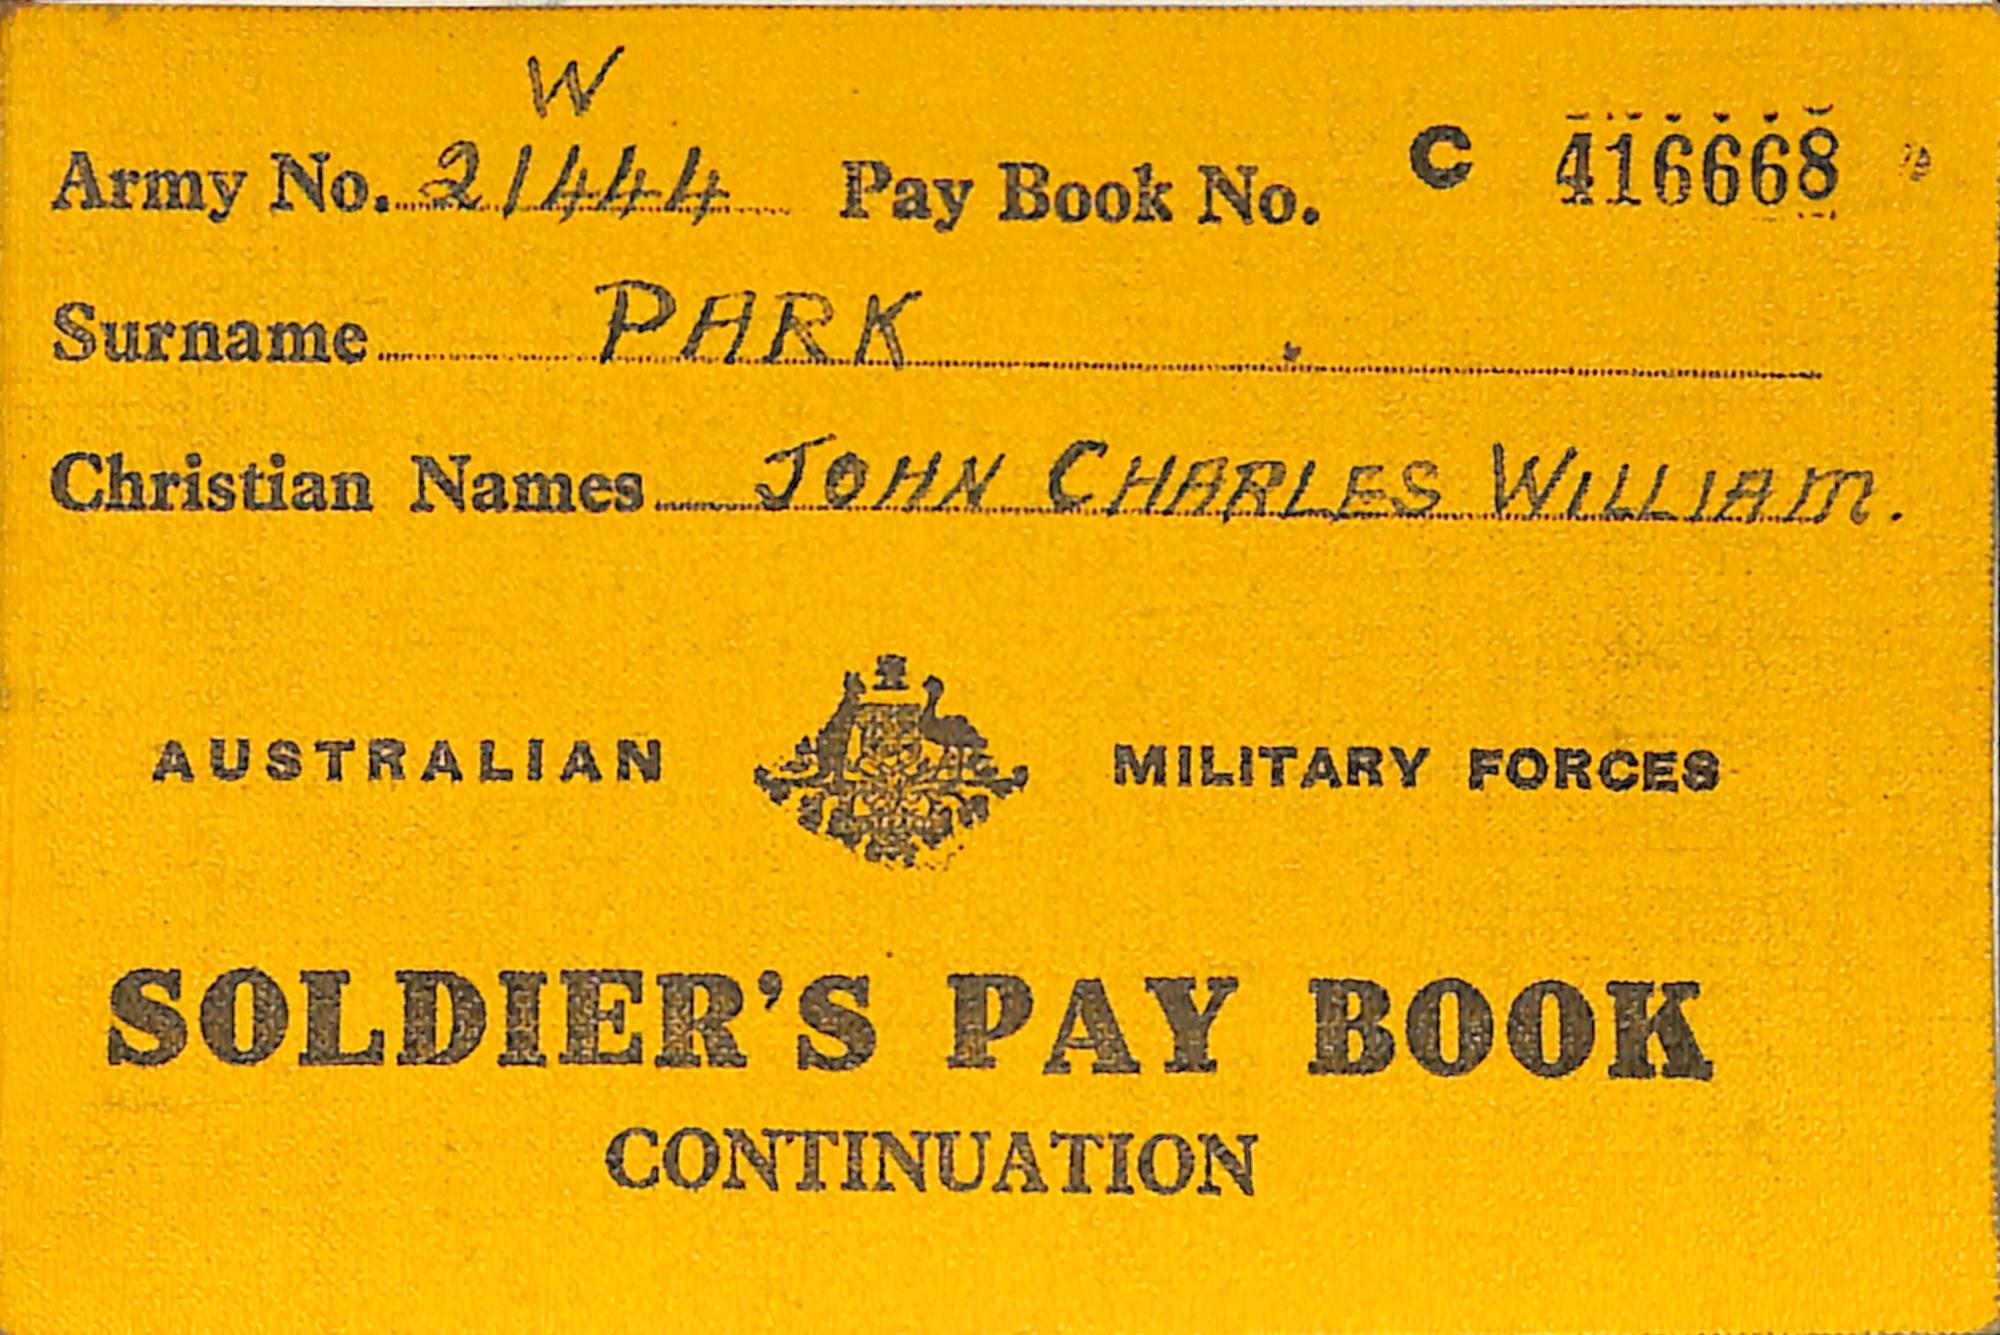 W
Army No. 21444 Pay Book No. C 416668
Surname PARK
Christian Names JOHN CHARLES WILLIAM.
AUSTRALIAN MILITARY FORCES
SOLDIER'S PAY BOOK
CONTINUATION